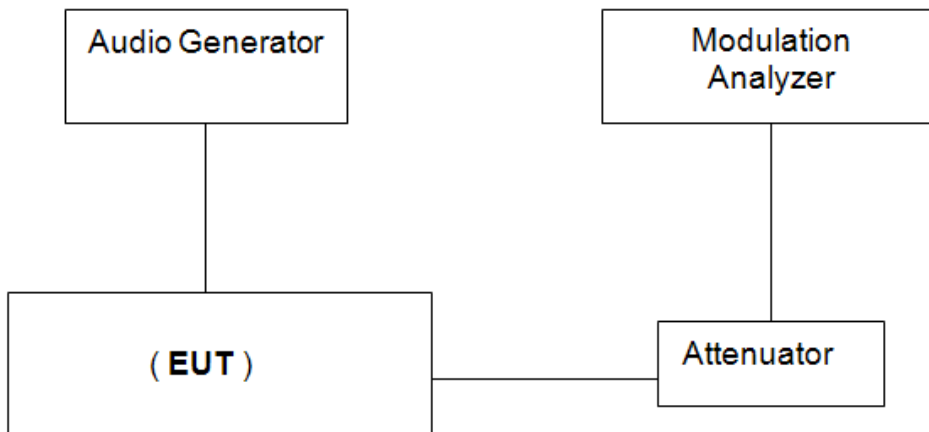 Audio Generator
Modulation
Analyzer
( EUT )
Attenuator